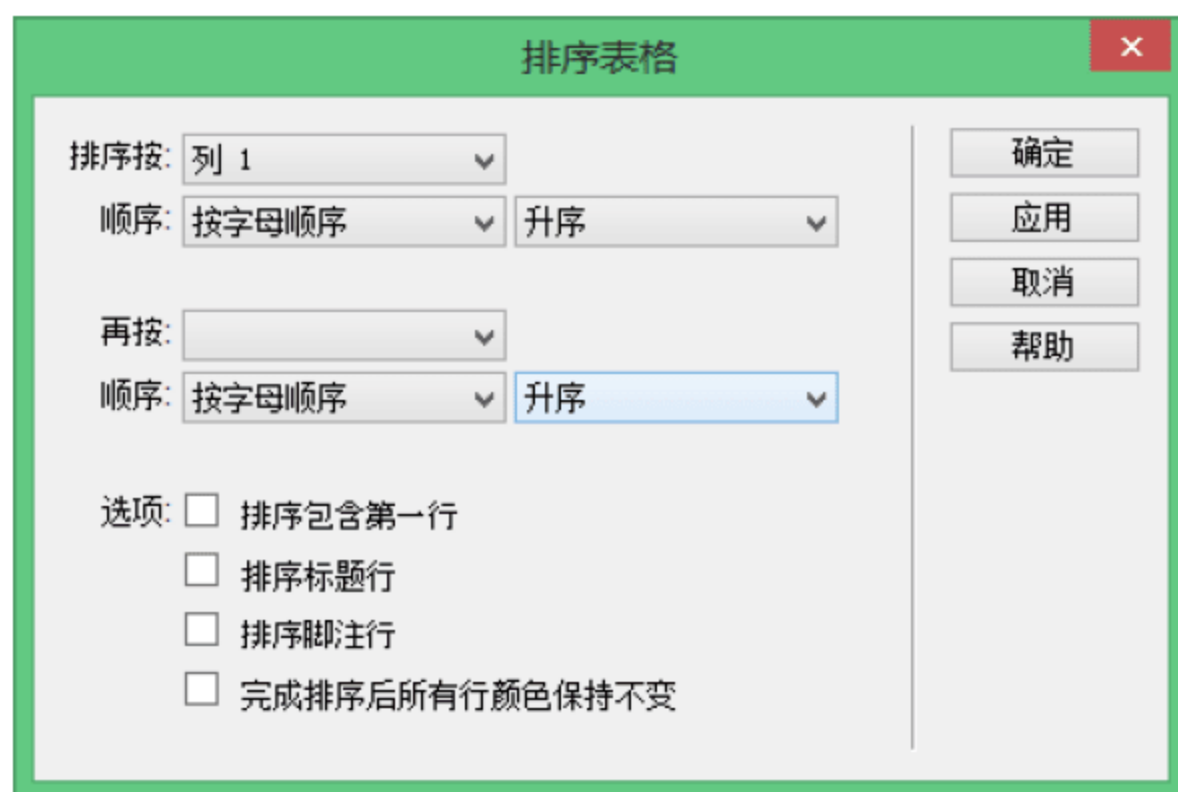 排序表格
排序按: 列 1
确定
顺序: 按字母顺序 升序
应用
取消
再按:
帮助
顺序: 按字母顺序 升序
选项: 排序包含第一行
排序标题行
排序脚注行
完成排序后所有行颜色保持不变